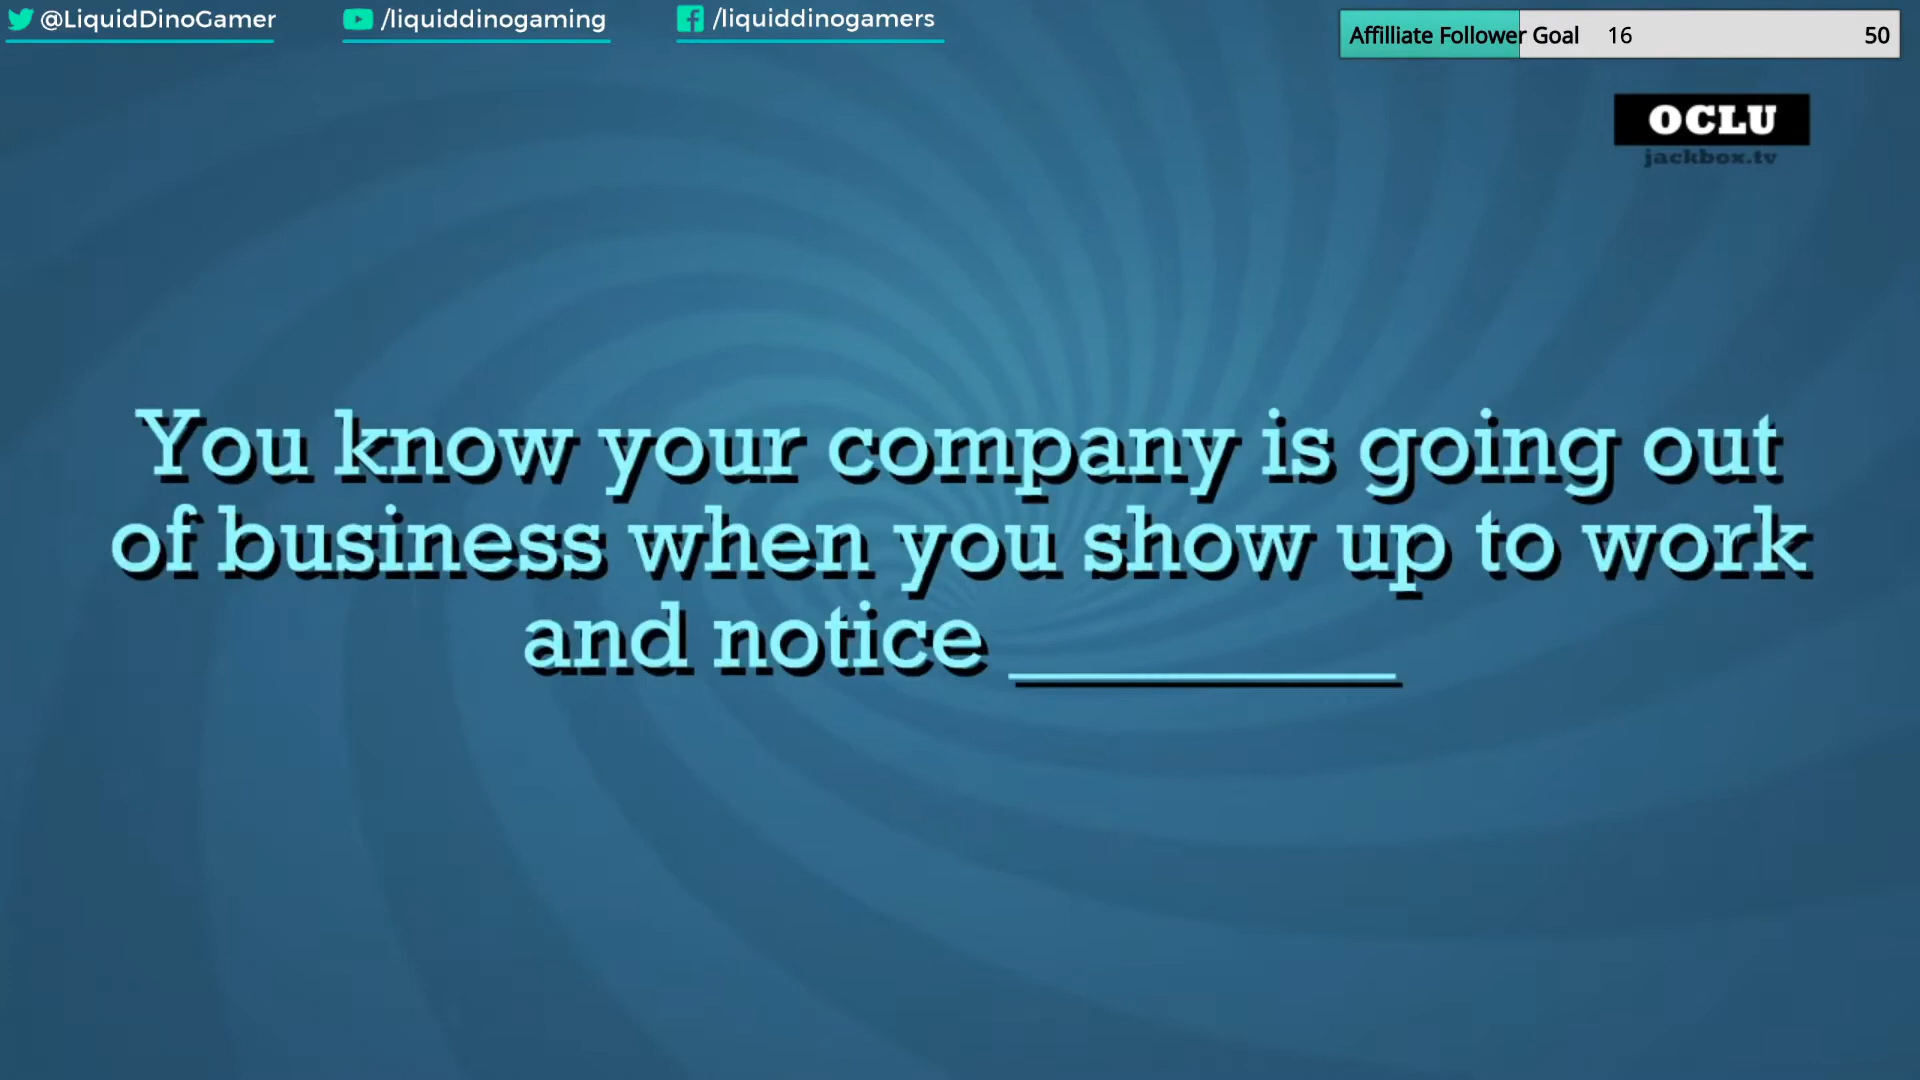 @LiquidDinoGamer /liquiddinogaming /liquiddinogamers
Affilliate Follower Goal 16 50
OCLU
jackbox.tv
You know your company is going out
of business when you show up to work
and notice ________